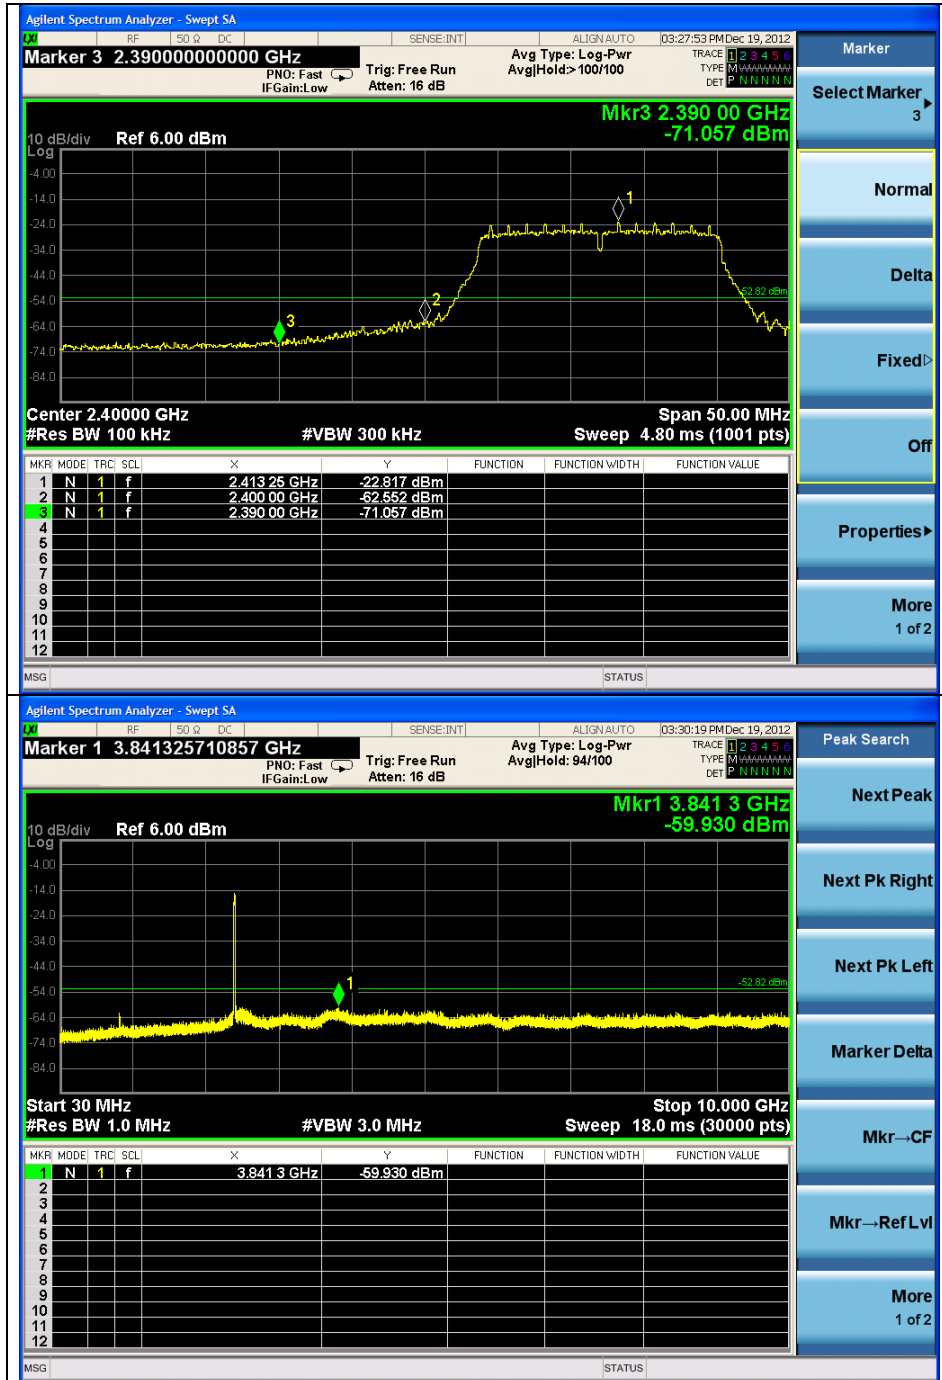 Agilent Spectrum Analyzer - Swept SA
LXI RF 50 Ω DC SENSE:INT ALIGN AUTO 03:27:53 PM Dec 19, 2012
Marker 3 2.390000000000 GHz
PNO: Fast
IFGain:Low
Trig: Free Run
Atten: 16 dB
Avg Type: Log-Pwr
Avg|Hold:> 100/100
TRACE 1 2 3 4 5 6
TYPE M WWWWW
DET P N N N N N
Mkr3 2.390 00 GHz
-71.057 dBm
10 dB/div Ref 6.00 dBm
Log
-4.00
-14.0
-24.0
-34.0
-44.0
-54.0
-64.0
-74.0
-84.0
1
2
3
-52.82 dBm
Center 2.40000 GHz Span 50.00 MHz
#Res BW 100 kHz #VBW 300 kHz Sweep 4.80 ms (1001 pts)
MKR MODE TRC SCL X Y FUNCTION FUNCTION WIDTH FUNCTION VALUE
1 N 1 f 2.413 25 GHz -22.817 dBm
2 N 1 f 2.400 00 GHz -62.552 dBm
3 N 1 f 2.390 00 GHz -71.057 dBm
4
5
6
7
8
9
10
11
12
MSG STATUS
Marker
Select Marker
3
Normal
Delta
Fixed
Off
Properties
More
1 of 2
Agilent Spectrum Analyzer - Swept SA
LXI RF 50 Ω DC SENSE:INT ALIGN AUTO 03:30:19 PM Dec 19, 2012
Marker 1 3.841325710857 GHz
PNO: Fast
IFGain:Low
Trig: Free Run
Atten: 16 dB
Avg Type: Log-Pwr
Avg|Hold: 94/100
TRACE 1 2 3 4 5 6
TYPE M WWWWW
DET P N N N N N
Mkr1 3.841 3 GHz
-59.930 dBm
10 dB/div Ref 6.00 dBm
Log
-4.00
-14.0
-24.0
-34.0
-44.0
-54.0
-64.0
-74.0
-84.0
1
-52.82 dBm
Start 30 MHz Stop 10.000 GHz
#Res BW 1.0 MHz #VBW 3.0 MHz Sweep 18.0 ms (30000 pts)
MKR MODE TRC SCL X Y FUNCTION FUNCTION WIDTH FUNCTION VALUE
1 N 1 f 3.841 3 GHz -59.930 dBm
2
3
4
5
6
7
8
9
10
11
12
MSG STATUS
Peak Search
Next Peak
Next Pk Right
Next Pk Left
Marker Delta
Mkr→CF
Mkr→Ref Lvl
More
1 of 2